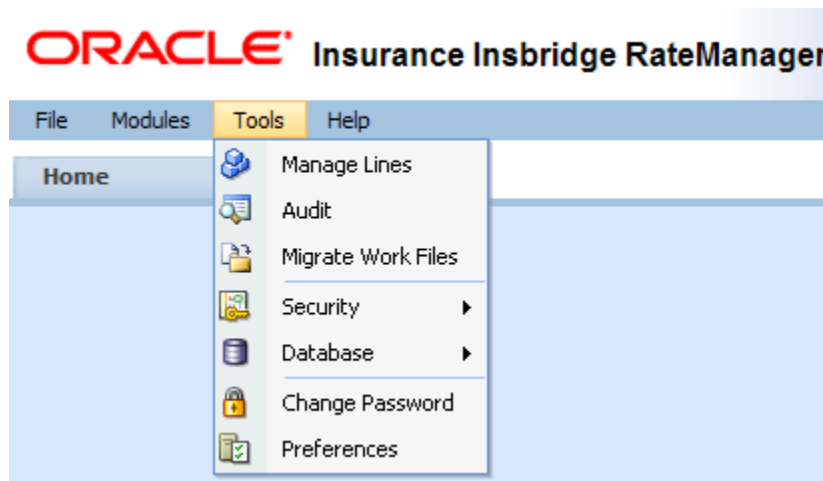 ORACLE® Insurance Insbridge RateManager
File Modules Tools Help
Home
Manage Lines
Audit
Migrate Work Files
Security
Database
Change Password
Preferences